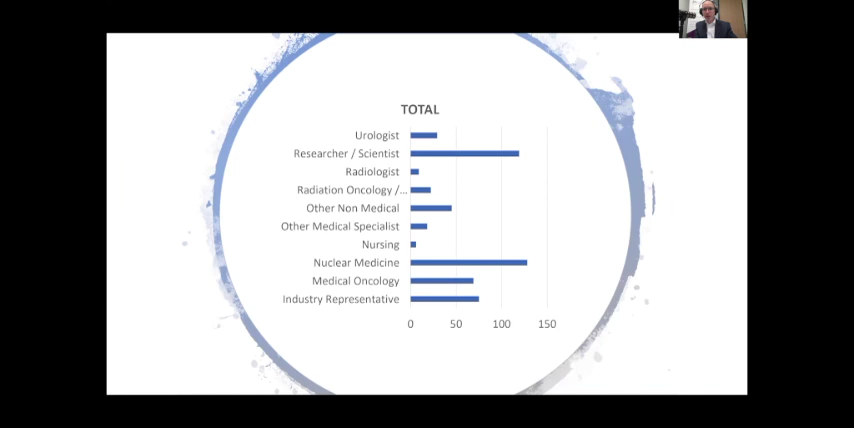 TOTAL
Urologist
Researcher / Scientist
Radiologist
Radiation Oncology /...
Other Non Medical
Other Medical Specialist
Nursing
Nuclear Medicine
Medical Oncology
Industry Representative
0 50 100 150